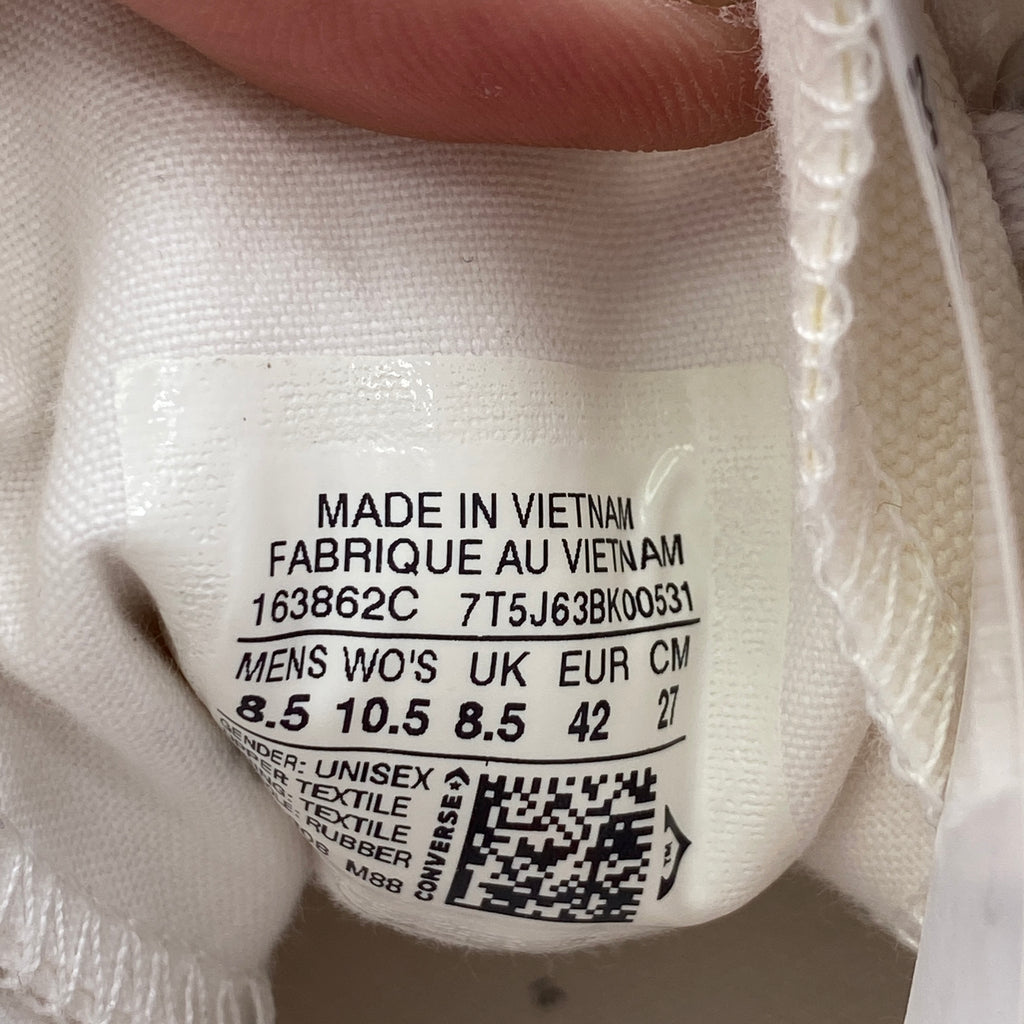 MADE IN VIETNAM
FABRIQUE AU VIETNAM
163862C 7T5J63BK00531
MENS WO'S UK EUR CM
8.5 10.5 8.5 42 27
GENDER: UNISEX
TEXTILE
TEXTILE
RUBBER
M88
CONVERSE
TM